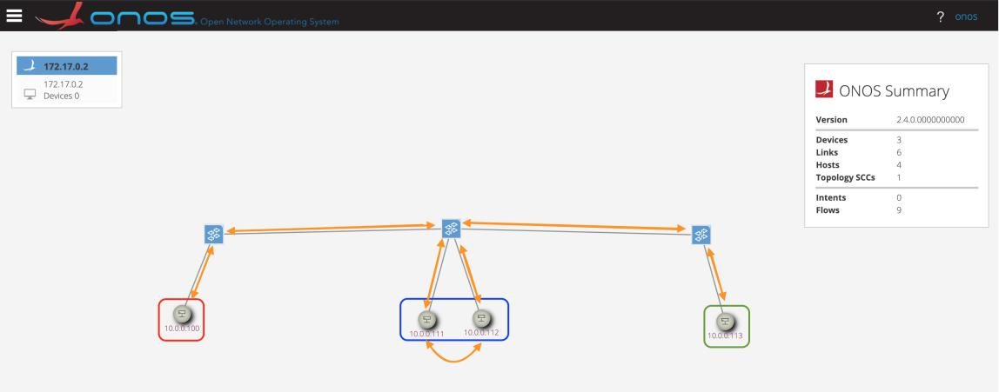 onos. Open Network Operating System
? onos
172.17.0.2
172.17.0.2
Devices 0
ONOS Summary
Version 2.4.0.0000000000
Devices 3
Links 6
Hosts 4
Topology SCCs 1
Intents 0
Flows 9
10.0.0.100
10.0.0.111
10.0.0.112
10.0.0.113